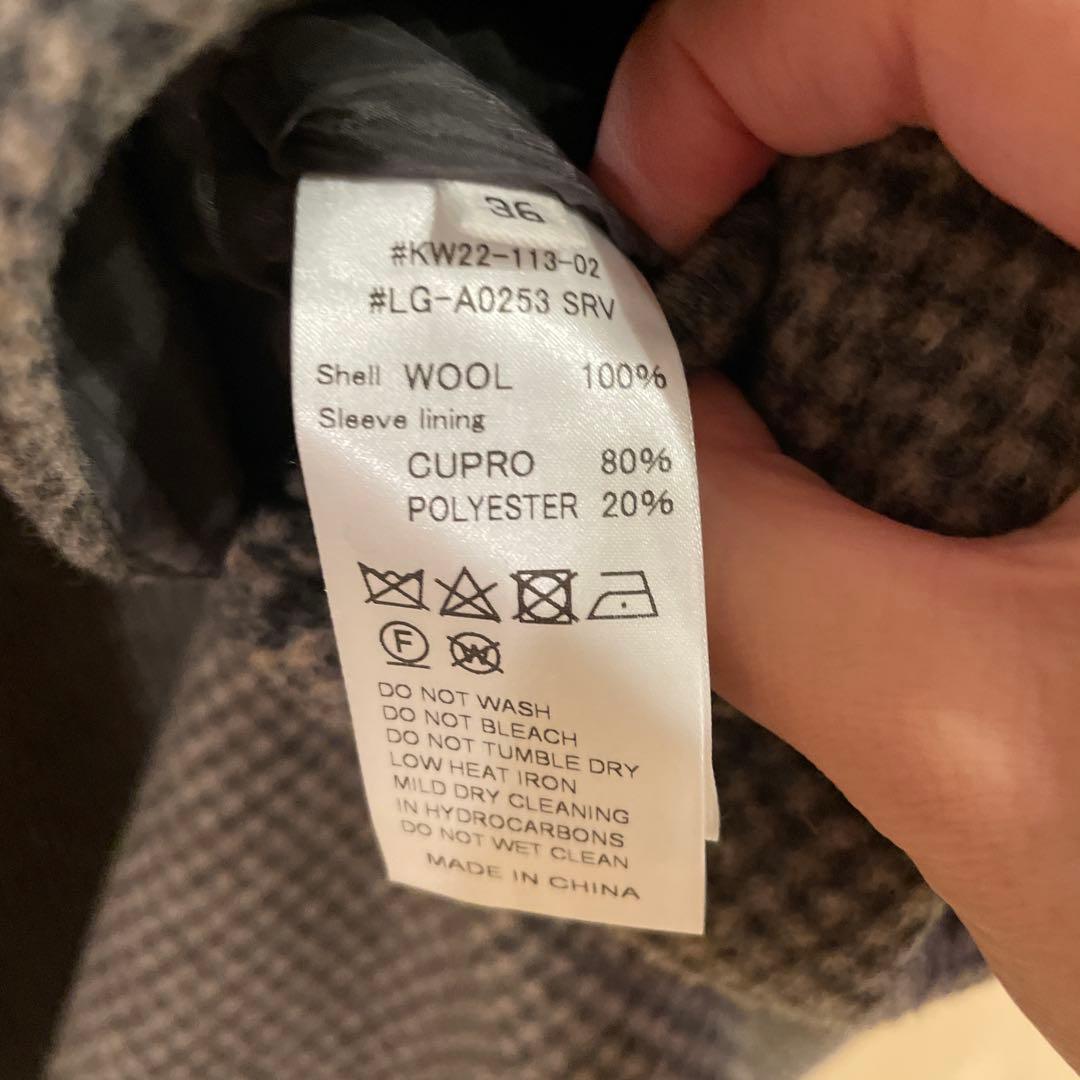 36
#KW22-113-02
#LG-A0253 SRV
Shell WOOL 100%
Sleeve lining
CUPRO 80%
POLYESTER 20%
F W
DO NOT WASH
DO NOT BLEACH
DO NOT TUMBLE DRY
LOW HEAT IRON
MILD DRY CLEANING
IN HYDROCARBONS
DO NOT WET CLEAN
MADE IN CHINA